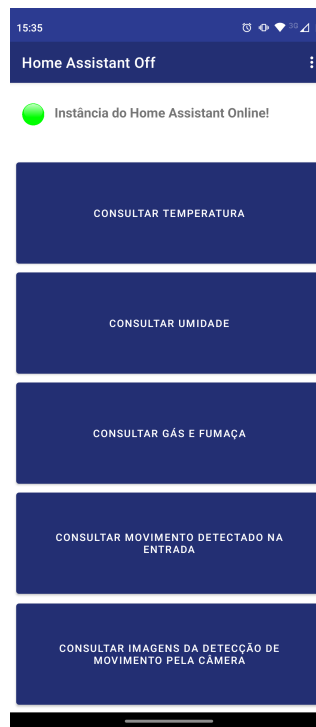 15:35
3G
Home Assistant Off
Instância do Home Assistant Online!
CONSULTAR TEMPERATURA
CONSULTAR UMIDADE
CONSULTAR GÁS E FUMAÇA
CONSULTAR MOVIMENTO DETECTADO NA
ENTRADA
CONSULTAR IMAGENS DA DETECÇÃO DE
MOVIMENTO PELA CÂMERA